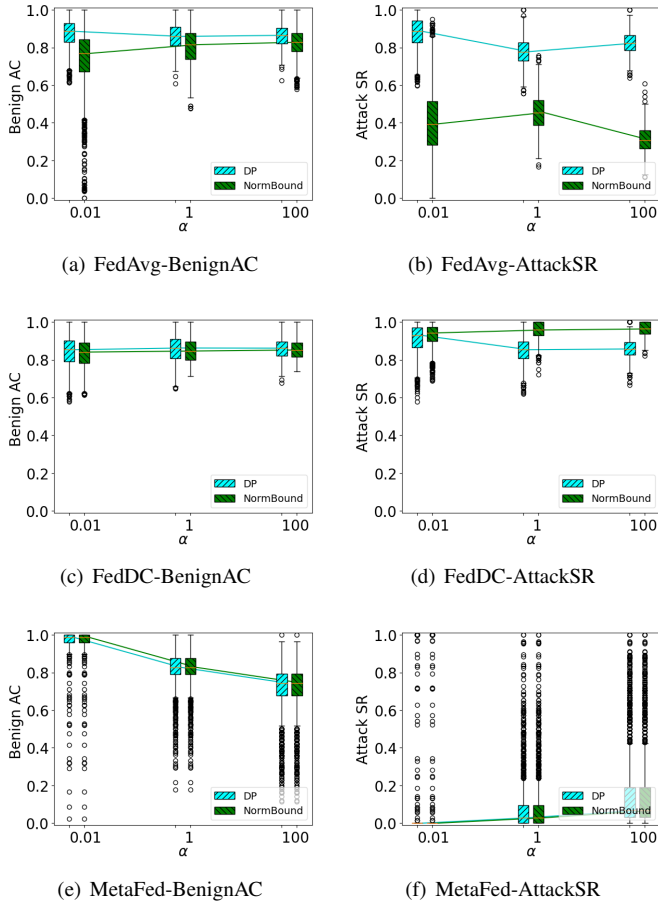 1.0
0.8
0.6
0.4
0.2
0.0
Benign AC
0.01
1
100
α
DP
NormBound
(a) FedAvg-BenignAC
1.0
0.8
0.6
0.4
0.2
0.0
Attack SR
0.01
1
100
α
DP
NormBound
(b) FedAvg-AttackSR
1.0
0.8
0.6
0.4
0.2
0.0
Benign AC
0.01
1
100
α
DP
NormBound
(c) FedDC-BenignAC
1.0
0.8
0.6
0.4
0.2
0.0
Attack SR
0.01
1
100
α
DP
NormBound
(d) FedDC-AttackSR
1.0
0.8
0.6
0.4
0.2
0.0
Benign AC
0.01
1
100
α
DP
NormBound
(e) MetaFed-BenignAC
1.0
0.8
0.6
0.4
0.2
0.0
Attack SR
0.01
1
100
α
DP
NormBound
(f) MetaFed-AttackSR